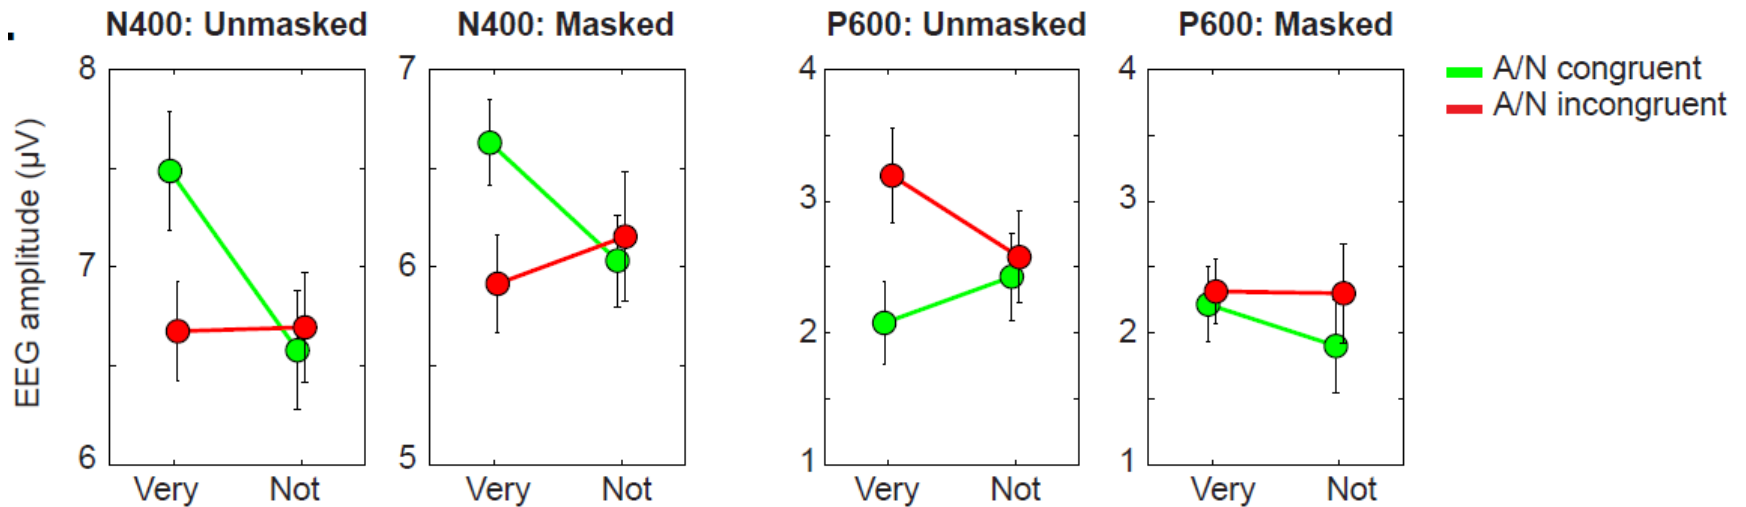 N400: Unmasked
N400: Masked
P600: Unmasked
P600: Masked
A/N congruent
A/N incongruent
EEG amplitude (µV)
8
7
6
7
6
5
4
3
2
1
4
3
2
1
Very Not
Very Not
Very Not
Very Not